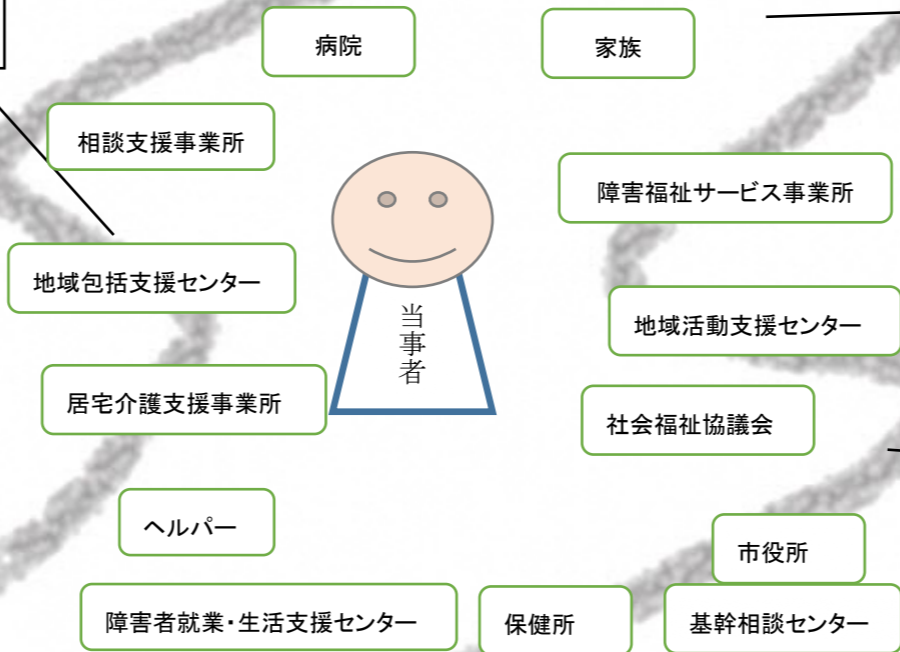 病院
家族
相談支援事業所
障害福祉サービス事業所
地域包括支援センター
当事者
地域活動支援センター
居宅介護支援事業所
社会福祉協議会
ヘルパー
市役所
障害者就業・生活支援センター
保健所
基幹相談センター